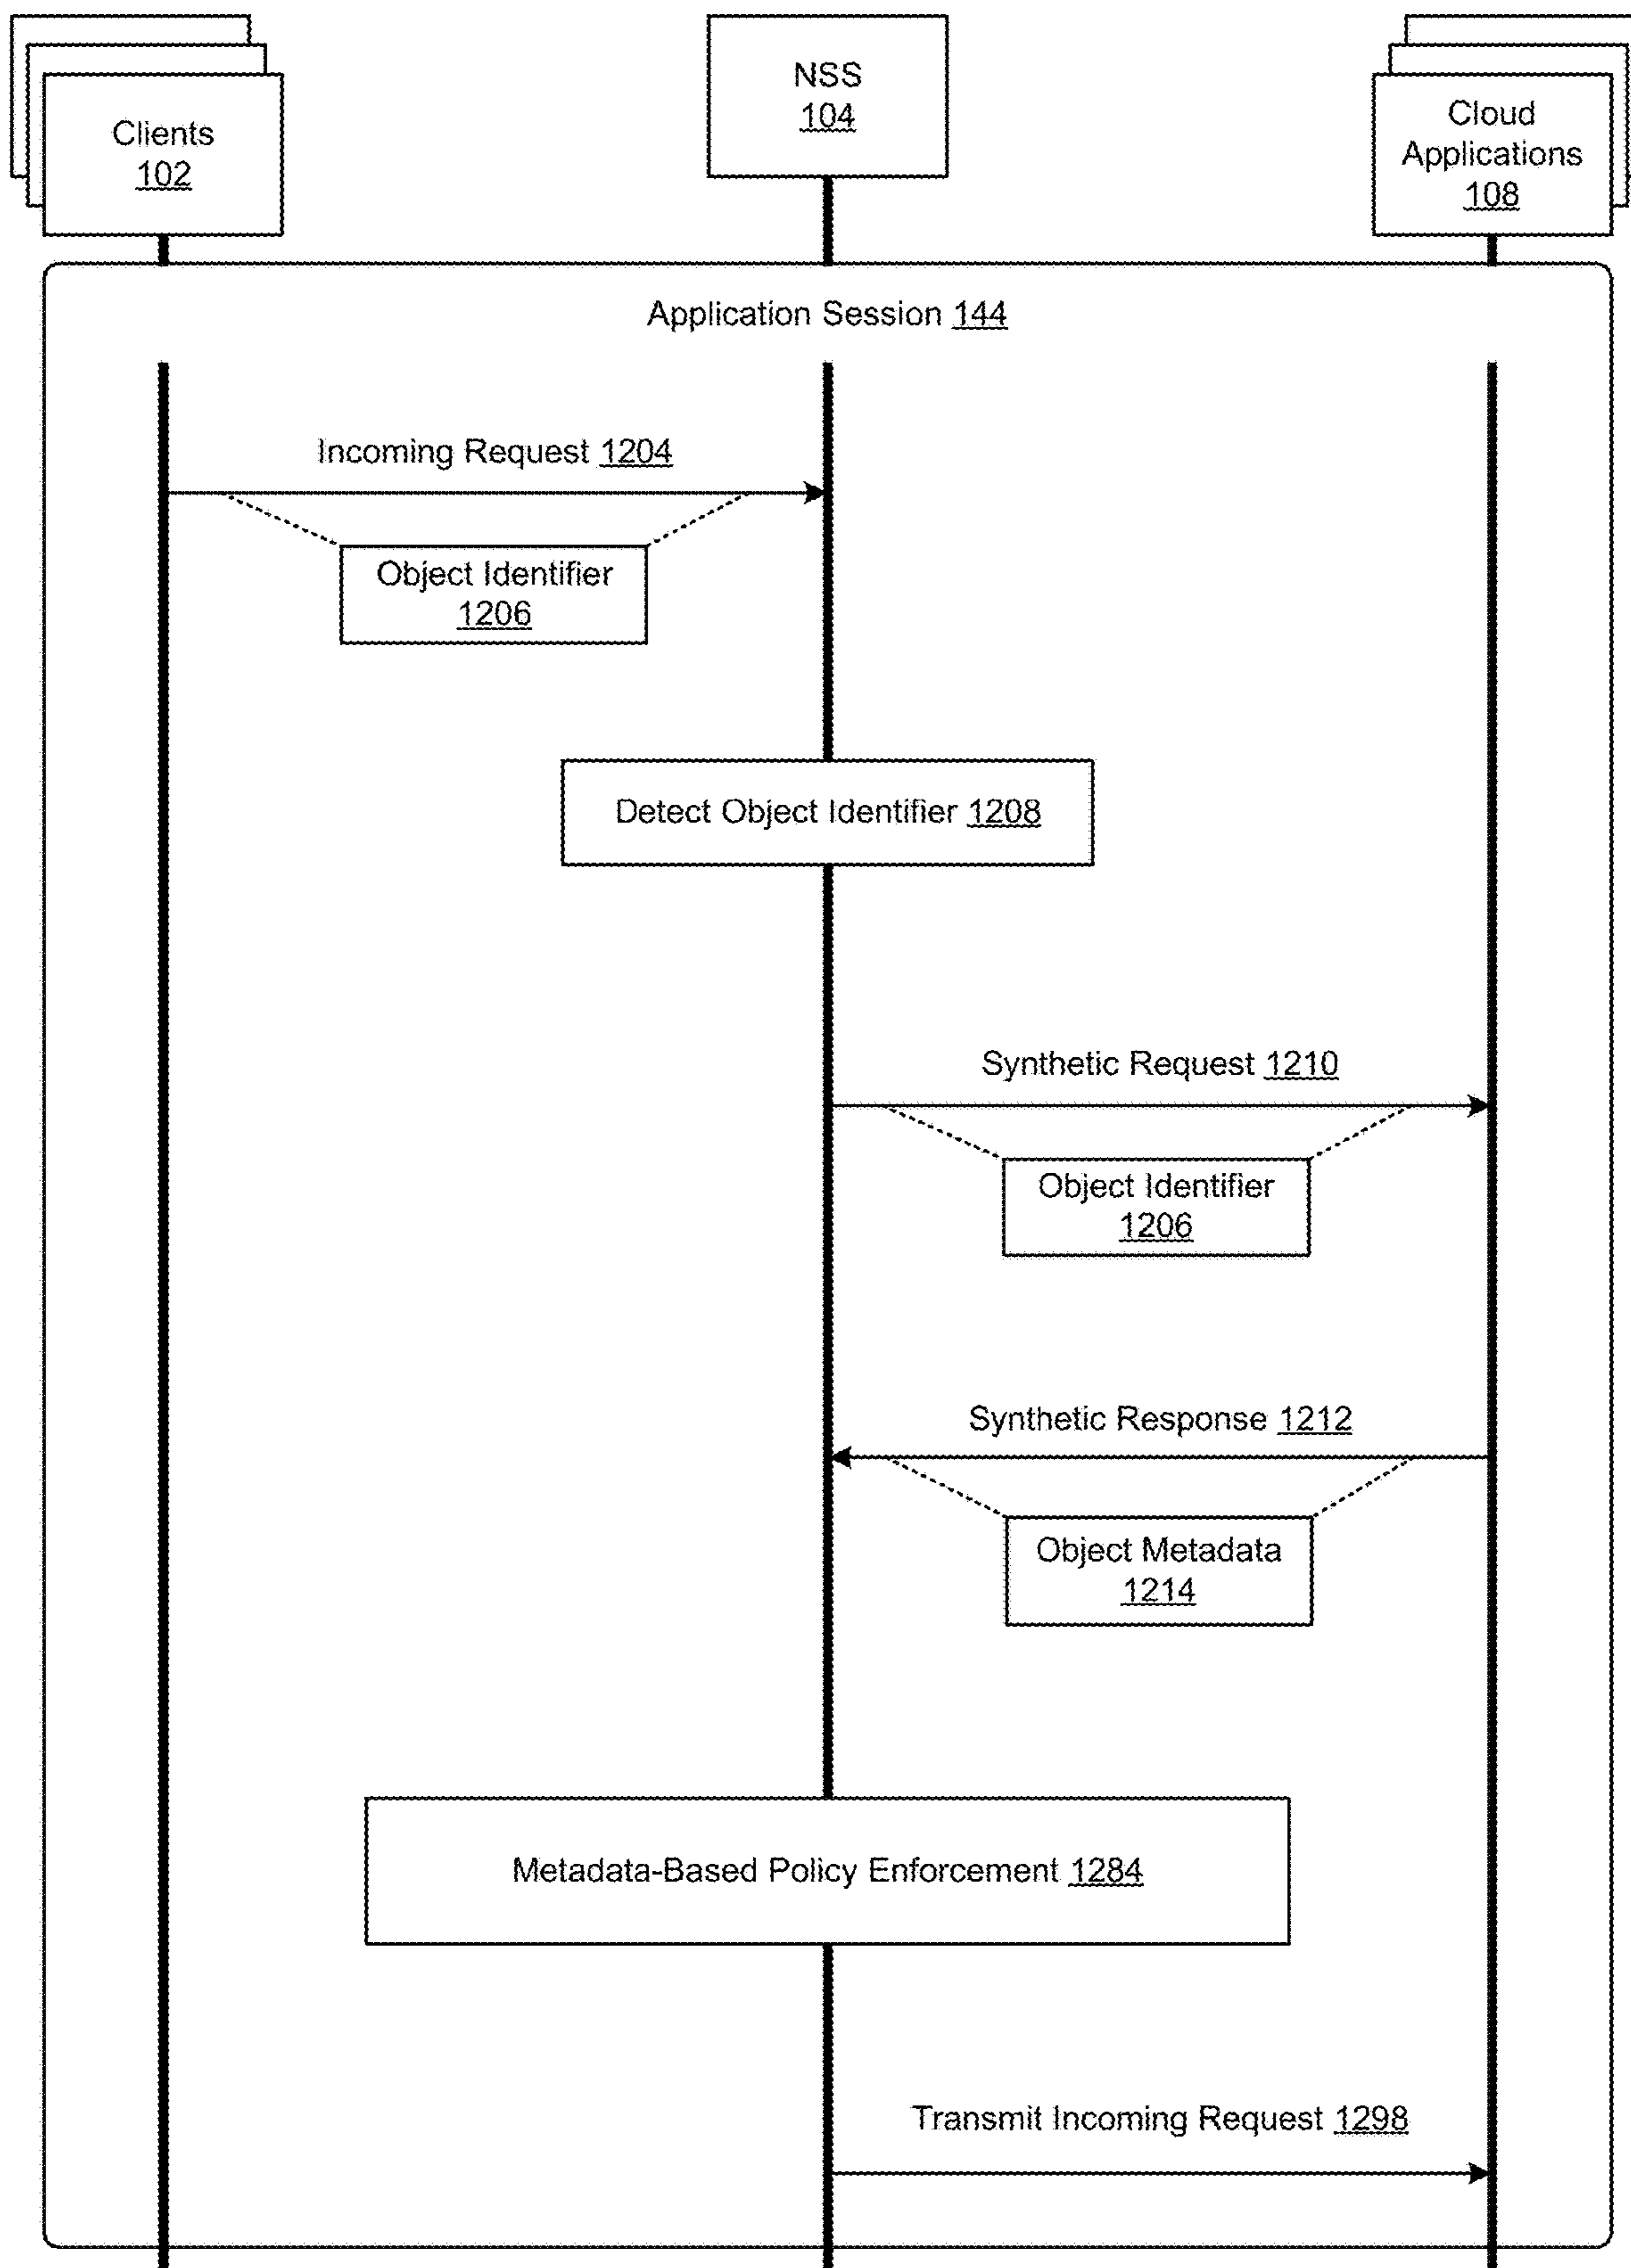 Clients
102
NSS
104
Cloud
Applications
108
Application Session 144
Incoming Request 1204
Object Identifier
1206
Detect Object Identifier 1208
Synthetic Request 1210
Object Identifier
1206
Synthetic Response 1212
Object Metadata
1214
Metadata-Based Policy Enforcement 1284
Transmit Incoming Request 1298